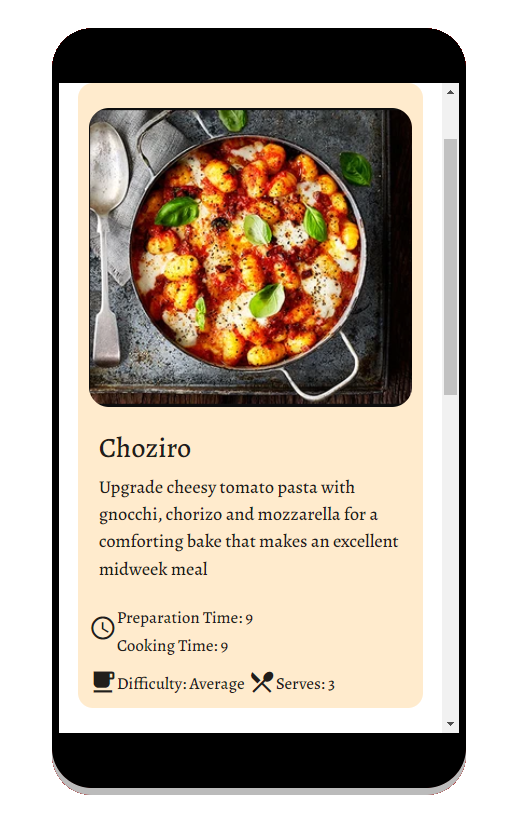 Choziro
Upgrade cheesy tomato pasta with
gnocchi, chorizo and mozzarella for a
comforting bake that makes an excellent
midweek meal
Preparation Time: 9
Cooking Time: 9
Difficulty: Average Serves: 3